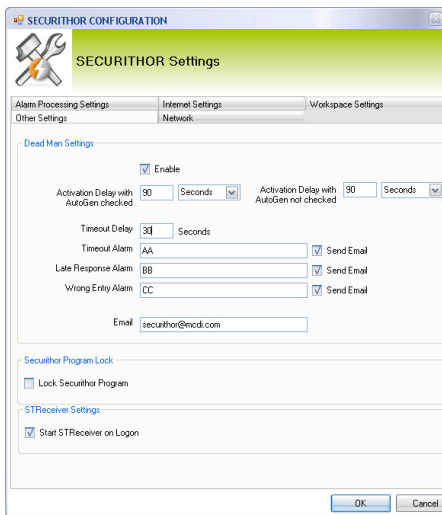 SECURITHOR CONFIGURATION
SECURITHOR Settings
Alarm Processing Settings Internet Settings Workspace Settings
Other Settings Network
Dead Man Settings
Enable
Activation Delay with AutoGen checked 90 Seconds Activation Delay with AutoGen not checked 90 Seconds
Timeout Delay 30 Seconds
Timeout Alarm AA Send Email
Late Response Alarm BB Send Email
Wrong Entry Alarm CC Send Email
Email securithor@mcdi.com
Securithor Program Lock
Lock Securithor Program
STReceiver Settings
Start STReceiver on Logon
OK Cancel